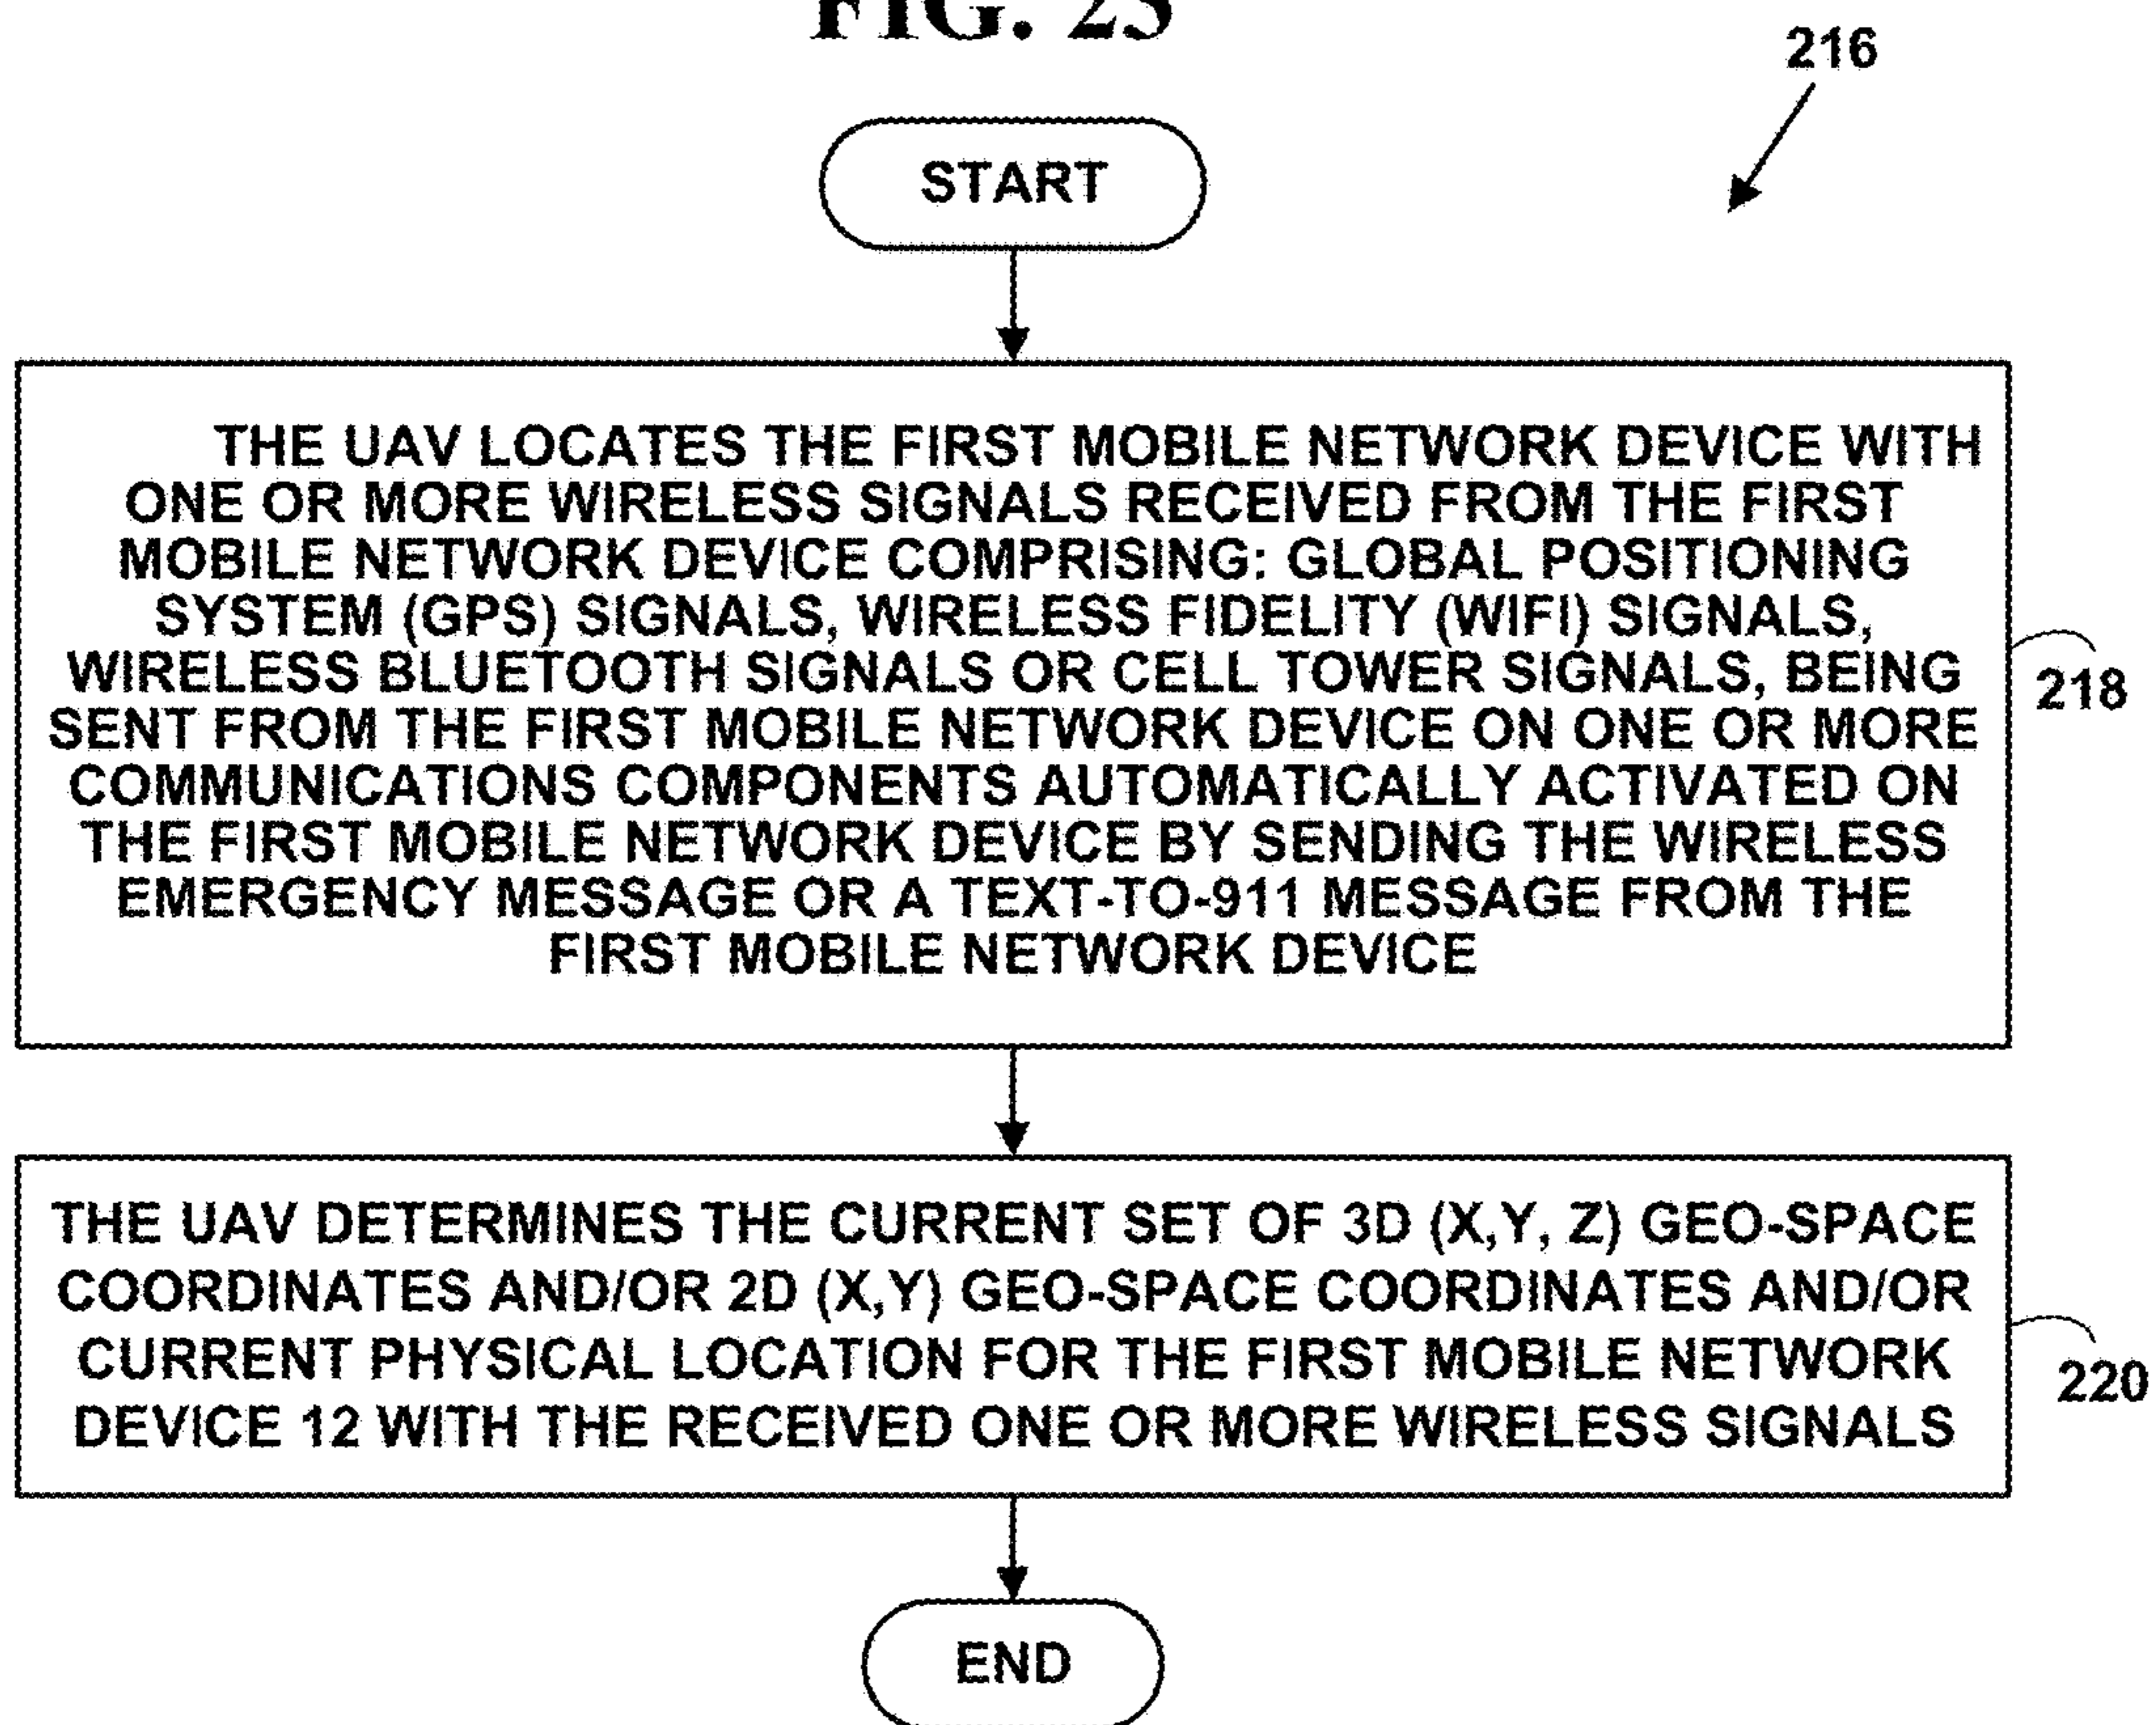 FIG. 23
216
START
THE UAV LOCATES THE FIRST MOBILE NETWORK DEVICE WITH
ONE OR MORE WIRELESS SIGNALS RECEIVED FROM THE FIRST
MOBILE NETWORK DEVICE COMPRISING: GLOBAL POSITIONING
SYSTEM (GPS) SIGNALS, WIRELESS FIDELITY (WIFI) SIGNALS,
WIRELESS BLUETOOTH SIGNALS OR CELL TOWER SIGNALS, BEING
SENT FROM THE FIRST MOBILE NETWORK DEVICE ON ONE OR MORE
COMMUNICATIONS COMPONENTS AUTOMATICALLY ACTIVATED ON
THE FIRST MOBILE NETWORK DEVICE BY SENDING THE WIRELESS
EMERGENCY MESSAGE OR A TEXT-TO-911 MESSAGE FROM THE
FIRST MOBILE NETWORK DEVICE
218
THE UAV DETERMINES THE CURRENT SET OF 3D (X,Y, Z) GEO-SPACE
COORDINATES AND/OR 2D (X,Y) GEO-SPACE COORDINATES AND/OR
CURRENT PHYSICAL LOCATION FOR THE FIRST MOBILE NETWORK
DEVICE 12 WITH THE RECEIVED ONE OR MORE WIRELESS SIGNALS
220
END